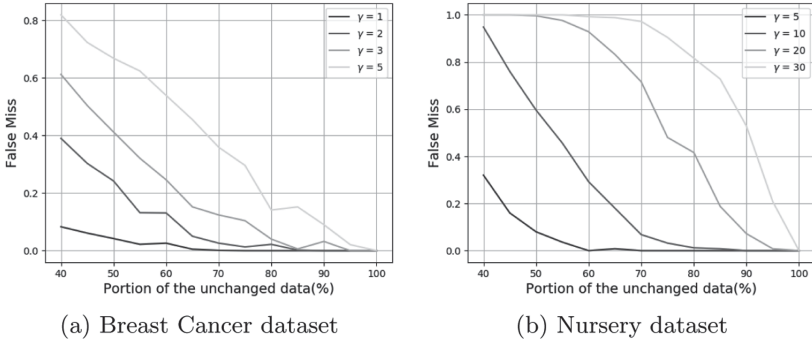 0.8
0.6
0.4
0.2
0.0
False Miss
γ = 1
γ = 2
γ = 3
γ = 5
40 50 60 70 80 90 100
Portion of the unchanged data(%)
(a) Breast Cancer dataset
1.0
0.8
0.6
0.4
0.2
0.0
False Miss
γ = 5
γ = 10
γ = 20
γ = 30
40 50 60 70 80 90 100
Portion of the unchanged data(%)
(b) Nursery dataset